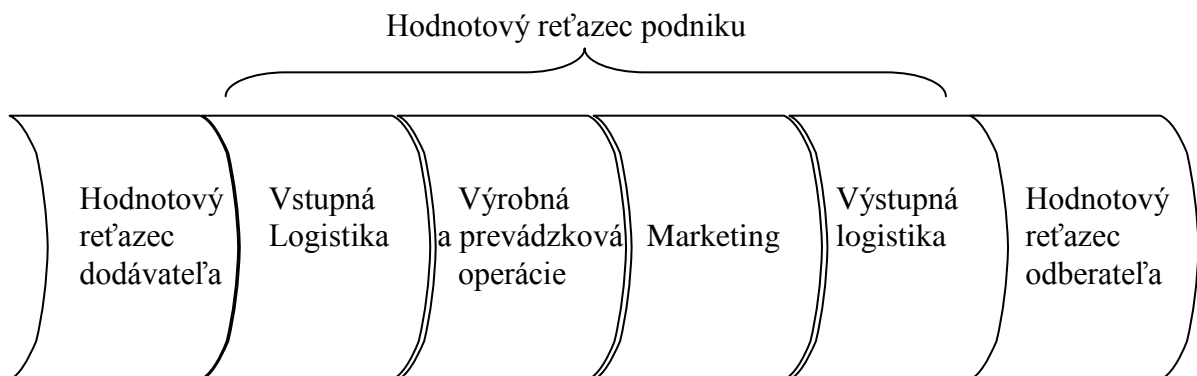 Hodnotový reťazec podniku
Hodnotový
reťazec
dodávateľa
Vstupná
Logistika
Výrobná
a prevádzková
operácie
Marketing
Výstupná
logistika
Hodnotový
reťazec
odberateľa